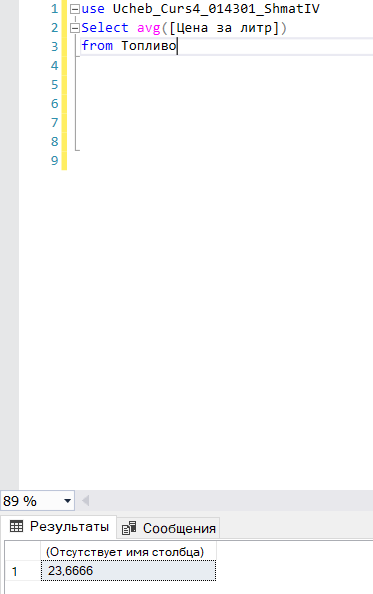 1 use Ucheb_Curs4_014301_ShmatIV
2 Select avg([Цена за литр])
3 from Топливо
4
5
6
7
8
9
89 %
Результаты Сообщения
(Отсутствует имя столбца)
1 23,6666